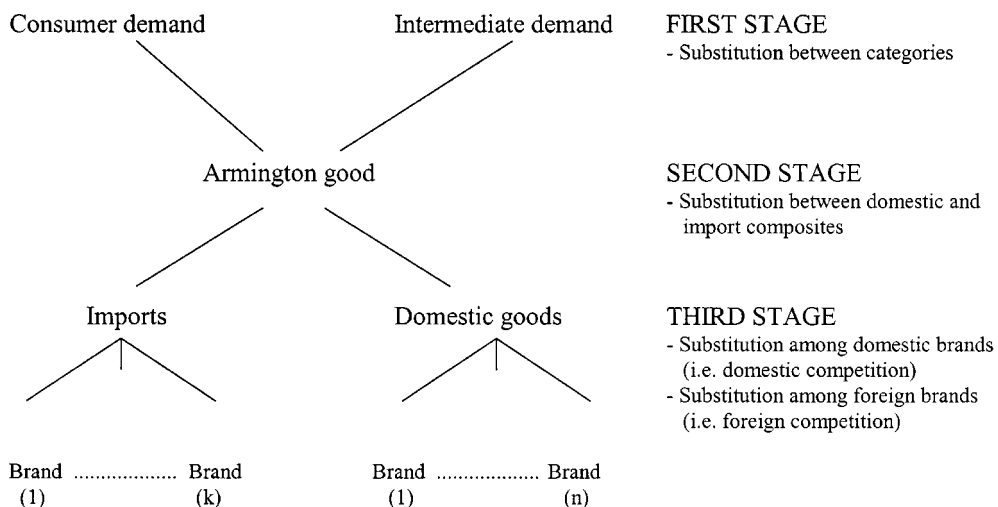 Consumer demand Intermediate demand FIRST STAGE
- Substitution between categories
Armington good SECOND STAGE
- Substitution between domestic and
import composites
Imports Domestic goods THIRD STAGE
- Substitution among domestic brands
(i.e. domestic competition)
- Substitution among foreign brands
(i.e. foreign competition)
Brand ................... Brand Brand ................... Brand
(1) (k) (1) (n)